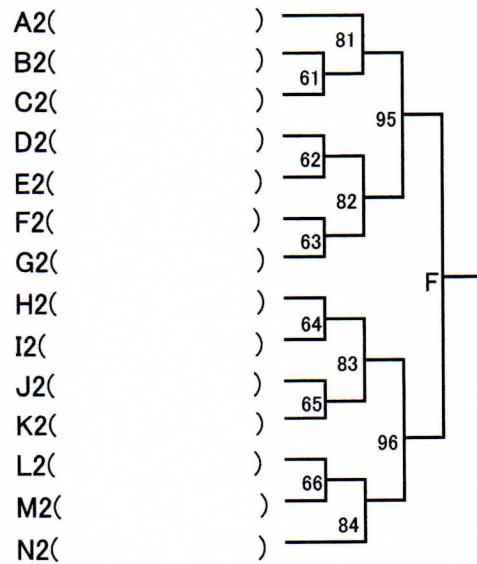 A2( )
81
B2( )
61
C2( )
95
D2( )
62
E2( )
82
F2( )
63
G2( )
F
H2( )
64
I2( )
83
J2( )
65
K2( )
96
L2( )
66
M2( )
84
N2( )